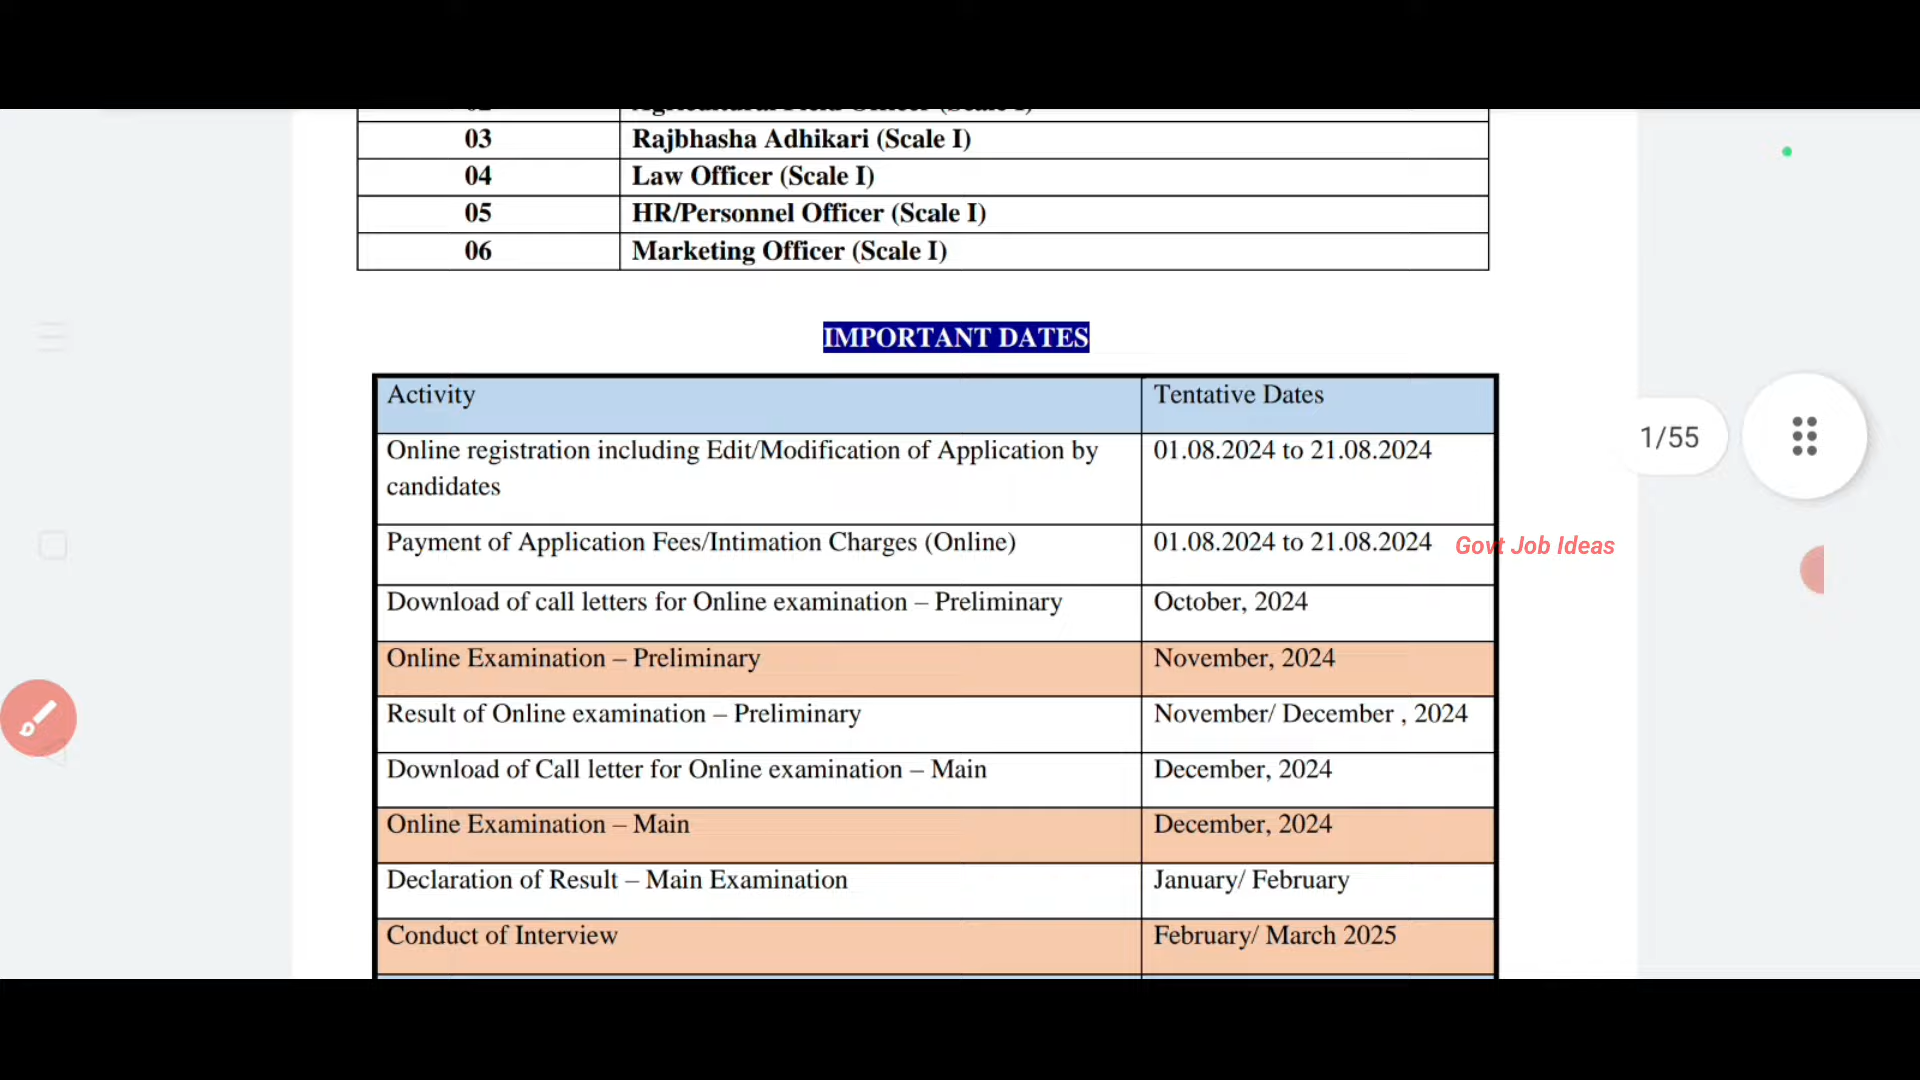 03 Rajbhasha Adhikari (Scale I)
04 Law Officer (Scale I)
05 HR/Personnel Officer (Scale I)
06 Marketing Officer (Scale I)
IMPORTANT DATES
Activity Tentative Dates
Online registration including Edit/Modification of Application by 01.08.2024 to 21.08.2024
candidates
Payment of Application Fees/Intimation Charges (Online) 01.08.2024 to 21.08.2024
Download of call letters for Online examination – Preliminary October, 2024
Online Examination – Preliminary November, 2024
Result of Online examination – Preliminary November/ December , 2024
Download of Call letter for Online examination – Main December, 2024
Online Examination – Main December, 2024
Declaration of Result – Main Examination January/ February
Conduct of Interview February/ March 2025
1/55
Govt Job Ideas